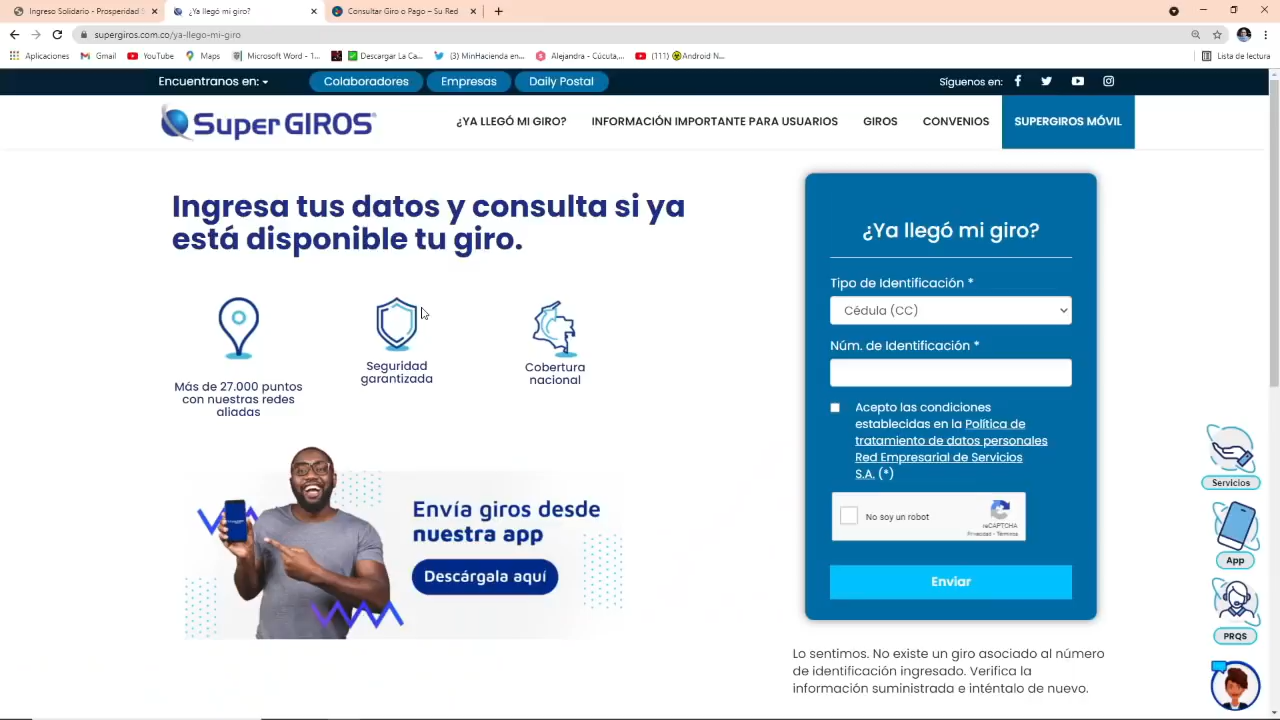 Ingreso Solidario - Prosperidad S
¿Ya llegó mi giro?
Consultar Giro o Pago – Su Red
supergiros.com.co/ya-llego-mi-giro
Aplicaciones
Gmail
YouTube
Maps
Microsoft Word - 1...
Descargar La Ca...
(3) MinHacienda en...
Alejandra - Cúcuta,...
(111) Android N...
Lista de lectura
Encuentranos en:
Colaboradores
Empresas
Daily Postal
Síguenos en:
Super GIROS
¿YA LLEGÓ MI GIRO?
INFORMACIÓN IMPORTANTE PARA USUARIOS
GIROS
CONVENIOS
SUPERGIROS MÓVIL
Ingresa tus datos y consulta si ya
está disponible tu giro.
Más de 27.000 puntos
con nuestras redes
aliadas
Seguridad
garantizada
Cobertura
nacional
Envía giros desde
nuestra app
Descárgala aquí
¿Ya llegó mi giro?
Tipo de Identificación *
Cédula (CC)
Núm. de Identificación *
Acepto las condiciones
establecidas en la Política de
tratamiento de datos personales
Red Empresarial de Servicios
S.A. (*)
No soy un robot
reCAPTCHA
Privacidad - Términos
Enviar
Lo sentimos. No existe un giro asociado al número
de identificación ingresado. Verifica la
información suministrada e inténtalo de nuevo.
Servicios
App
PRQS